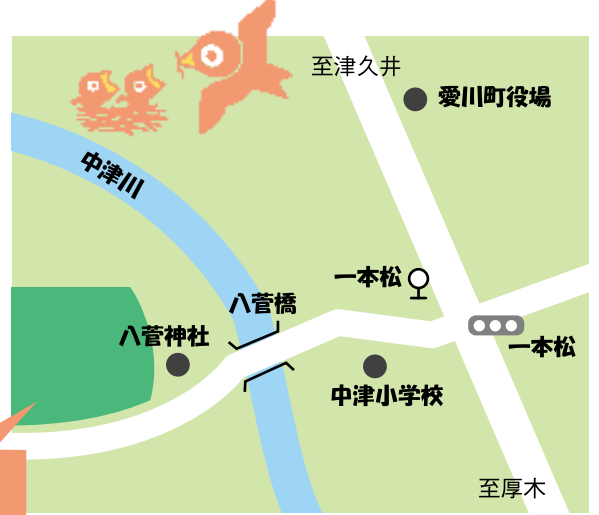 至津久井
愛川町役場
中津川
一本松
八菅橋
八菅神社
一本松
中津小学校
至厚木